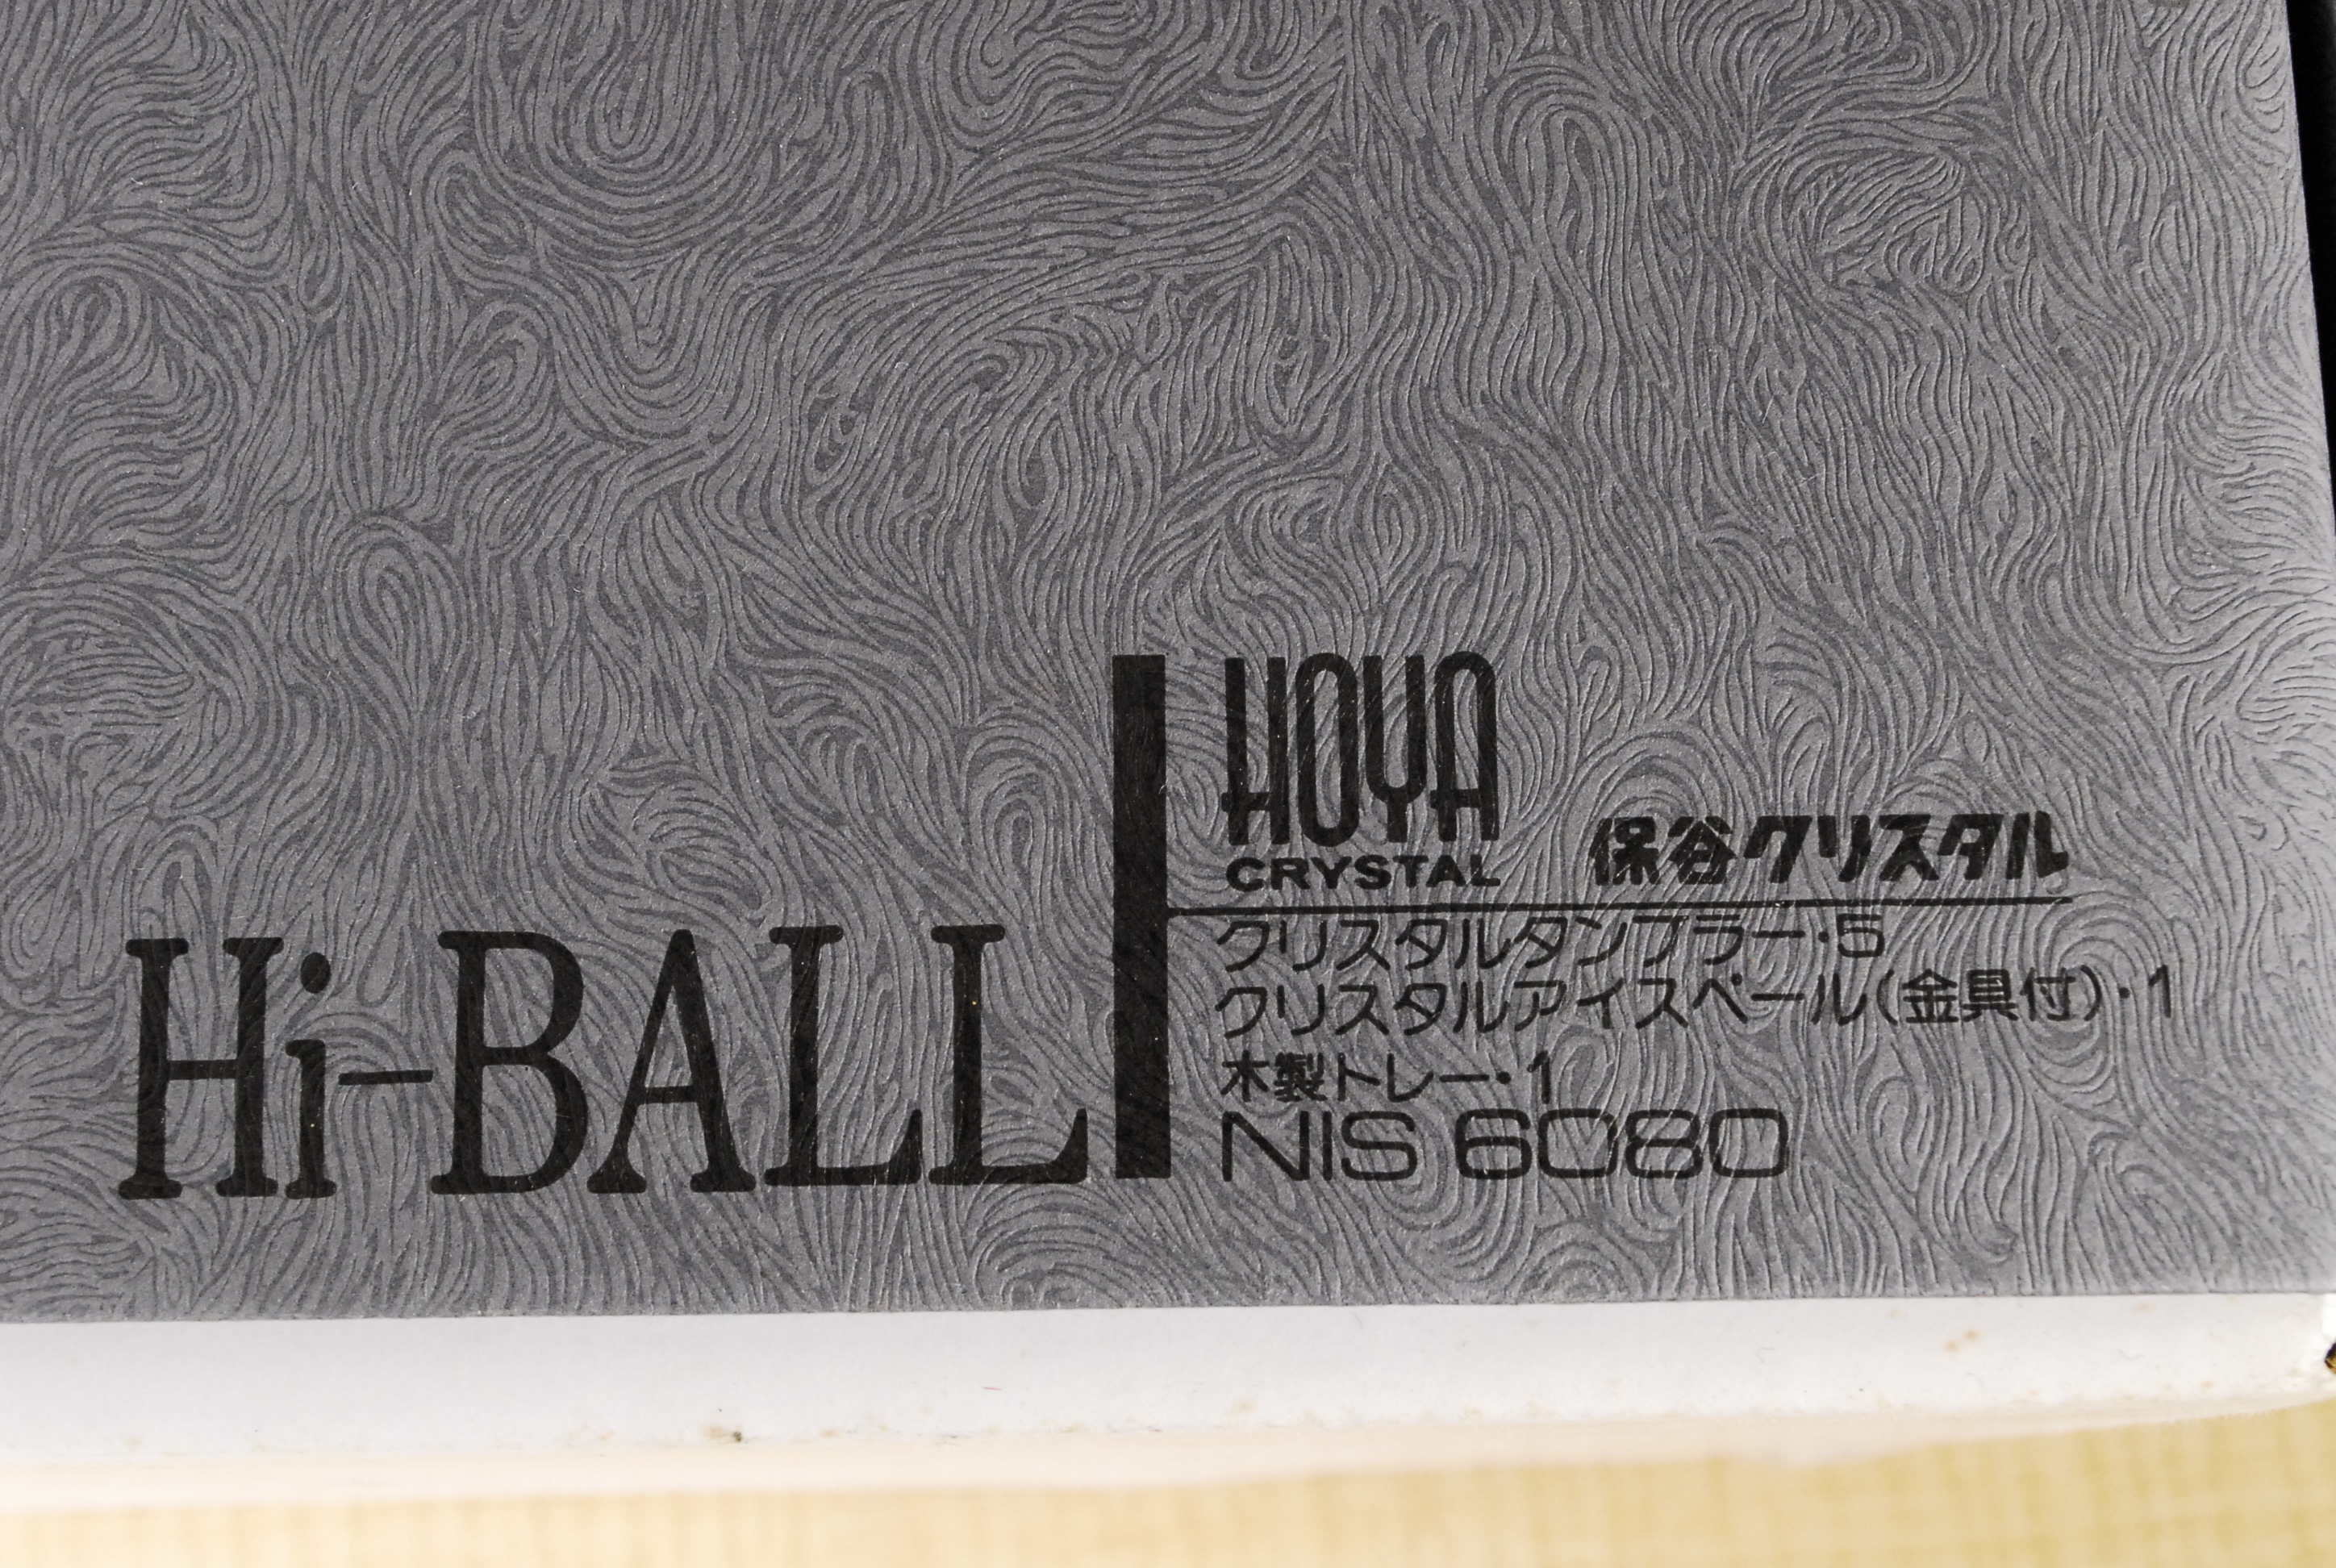 Hi-BALL
HOYA
CRYSTAL
保谷クリスタル
クリスタルタンブラー・5
クリスタルアイスペール(金具付)・1
木製トレー・1
NIS 6080